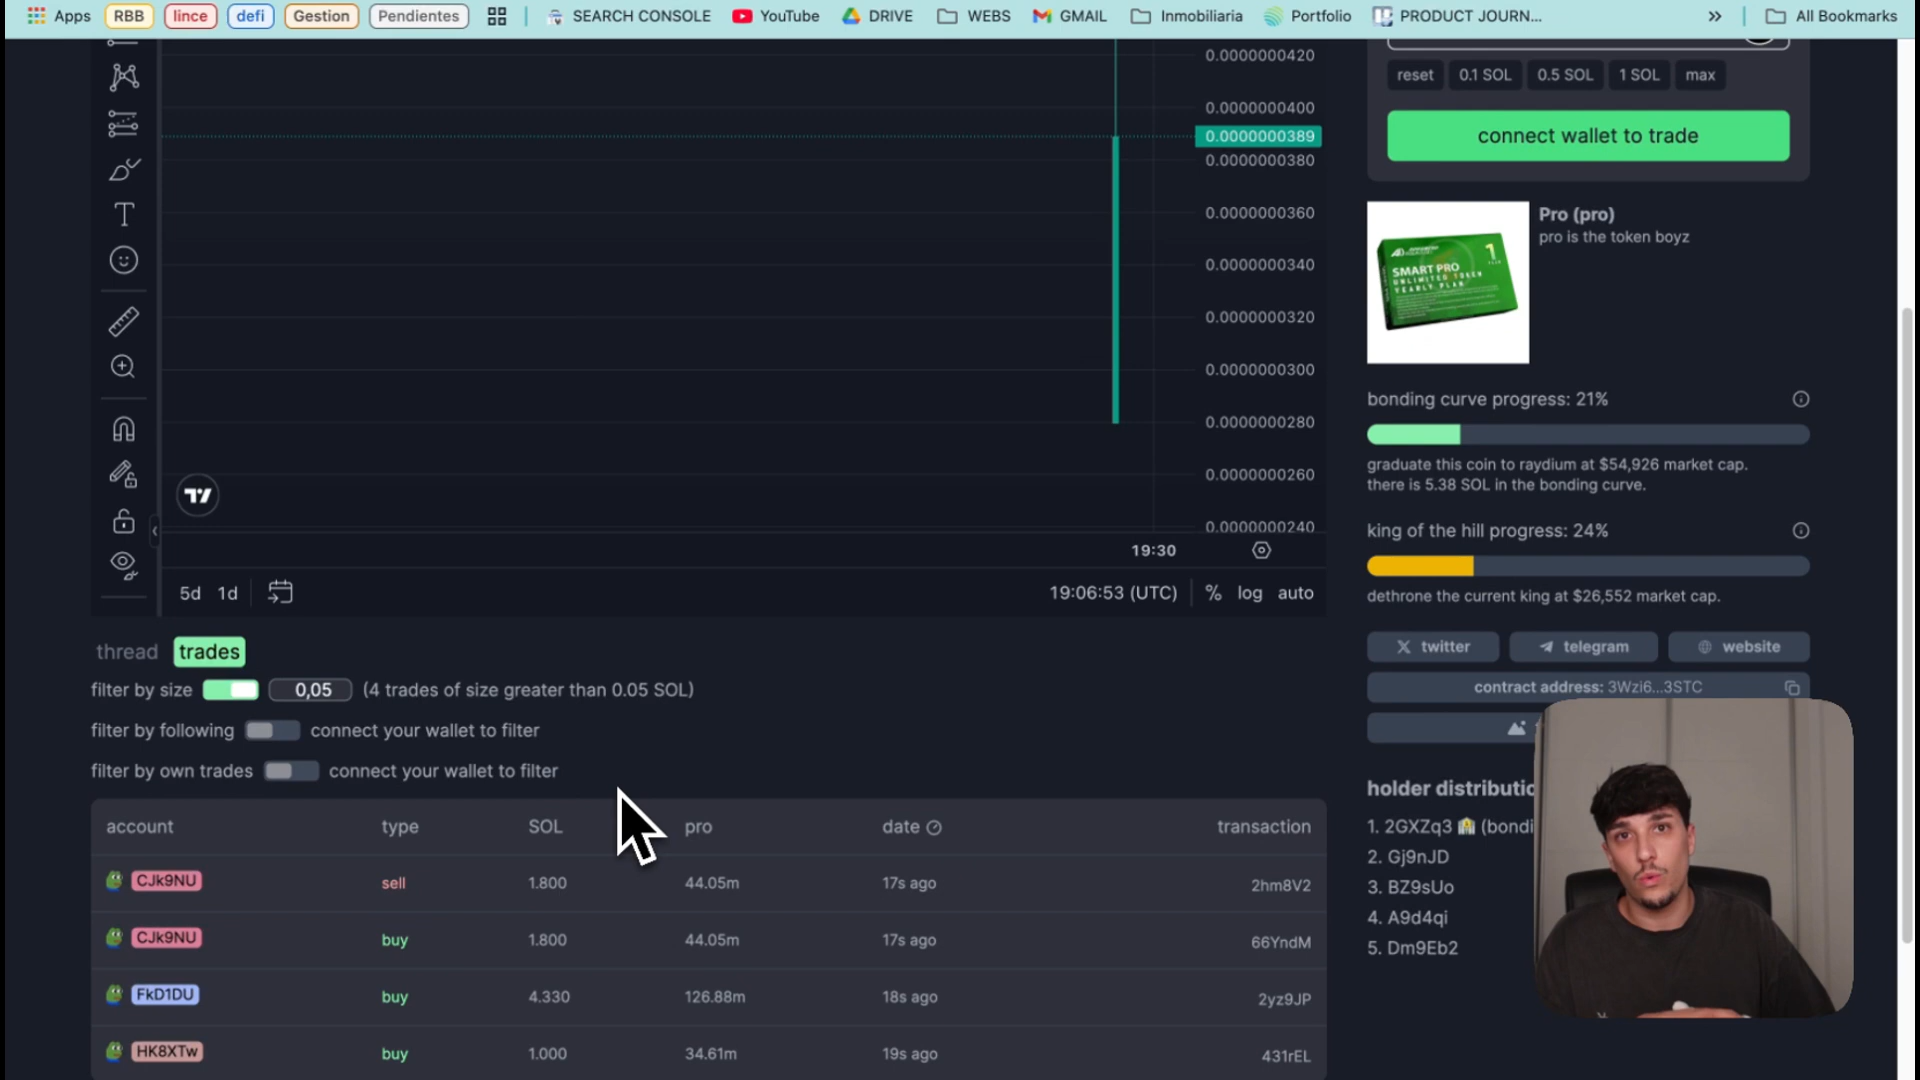 Apps RBB lince defi Gestion Pendientes SEARCH CONSOLE YouTube DRIVE WEBS GMAIL Inmobiliaria Portfolio PRODUCT JOURN... » All Bookmarks
0.0000000420
0.0000000400
0.0000000389
0.0000000380
0.0000000360
0.0000000340
0.0000000320
0.0000000300
0.0000000280
0.0000000260
0.0000000240
19:30
5d 1d
19:06:53 (UTC) % log auto
reset 0.1 SOL 0.5 SOL 1 SOL max
connect wallet to trade
Pro (pro)
pro is the token boyz
SMART PRO
UNLIMITED TOKEN
YEARLY PLAN
1
bonding curve progress: 21%
graduate this coin to raydium at $54,926 market cap.
there is 5.38 SOL in the bonding curve.
king of the hill progress: 24%
dethrone the current king at $26,552 market cap.
twitter telegram website
contract address: 3Wzi6...3STC
holder distributio
1. 2GXZq3 (bondi
2. Gj9nJD
3. BZ9sUo
4. A9d4qi
5. Dm9Eb2
thread trades
filter by size 0,05 (4 trades of size greater than 0.05 SOL)
filter by following connect your wallet to filter
filter by own trades connect your wallet to filter
account type SOL pro date transaction
CJk9NU sell 1.800 44.05m 17s ago 2hm8V2
CJk9NU buy 1.800 44.05m 17s ago 66YndM
FkD1DU buy 4.330 126.88m 18s ago 2yz9JP
HK8XTw buy 1.000 34.61m 19s ago 431rEL